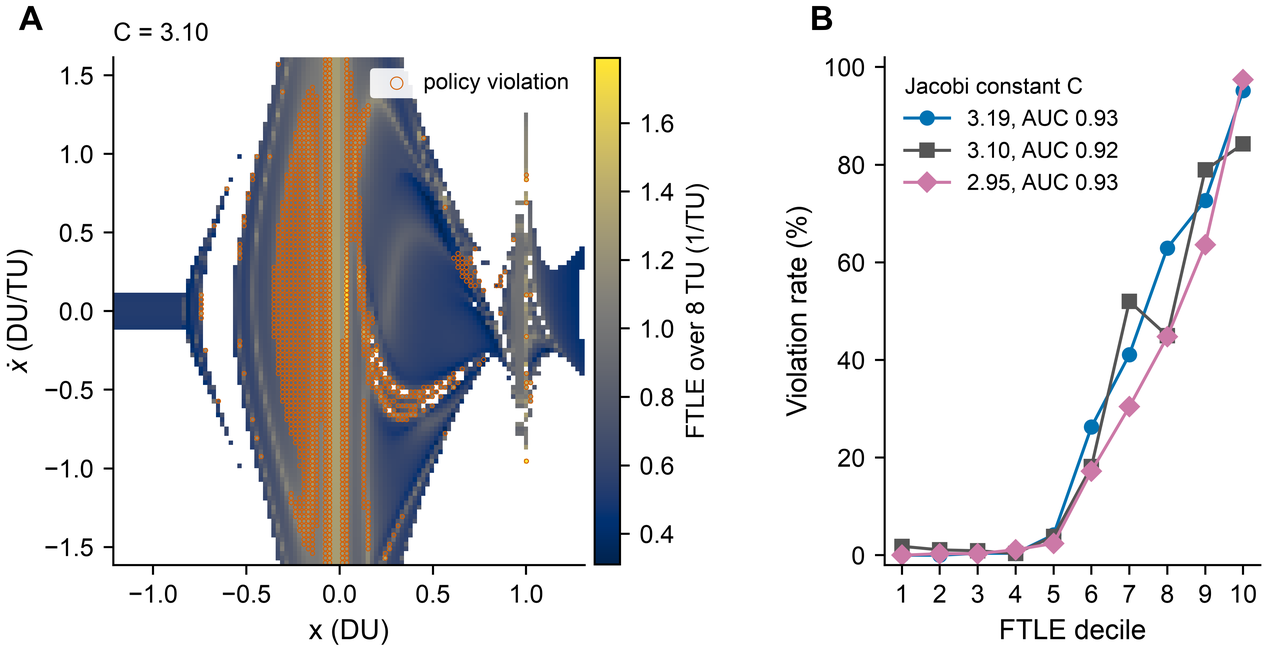 A
C = 3.10
policy violation
1.5
1.0
0.5
0.0
−0.5
−1.0
−1.5
ẋ (DU/TU)
−1.0
−0.5
0.0
0.5
1.0
x (DU)
1.6
1.4
1.2
1.0
0.8
0.6
0.4
FTLE over 8 TU (1/TU)
B
Jacobi constant C
3.19, AUC 0.93
3.10, AUC 0.92
2.95, AUC 0.93
100
80
60
40
20
0
Violation rate (%)
1 2 3 4 5 6 7 8 9 10
FTLE decile